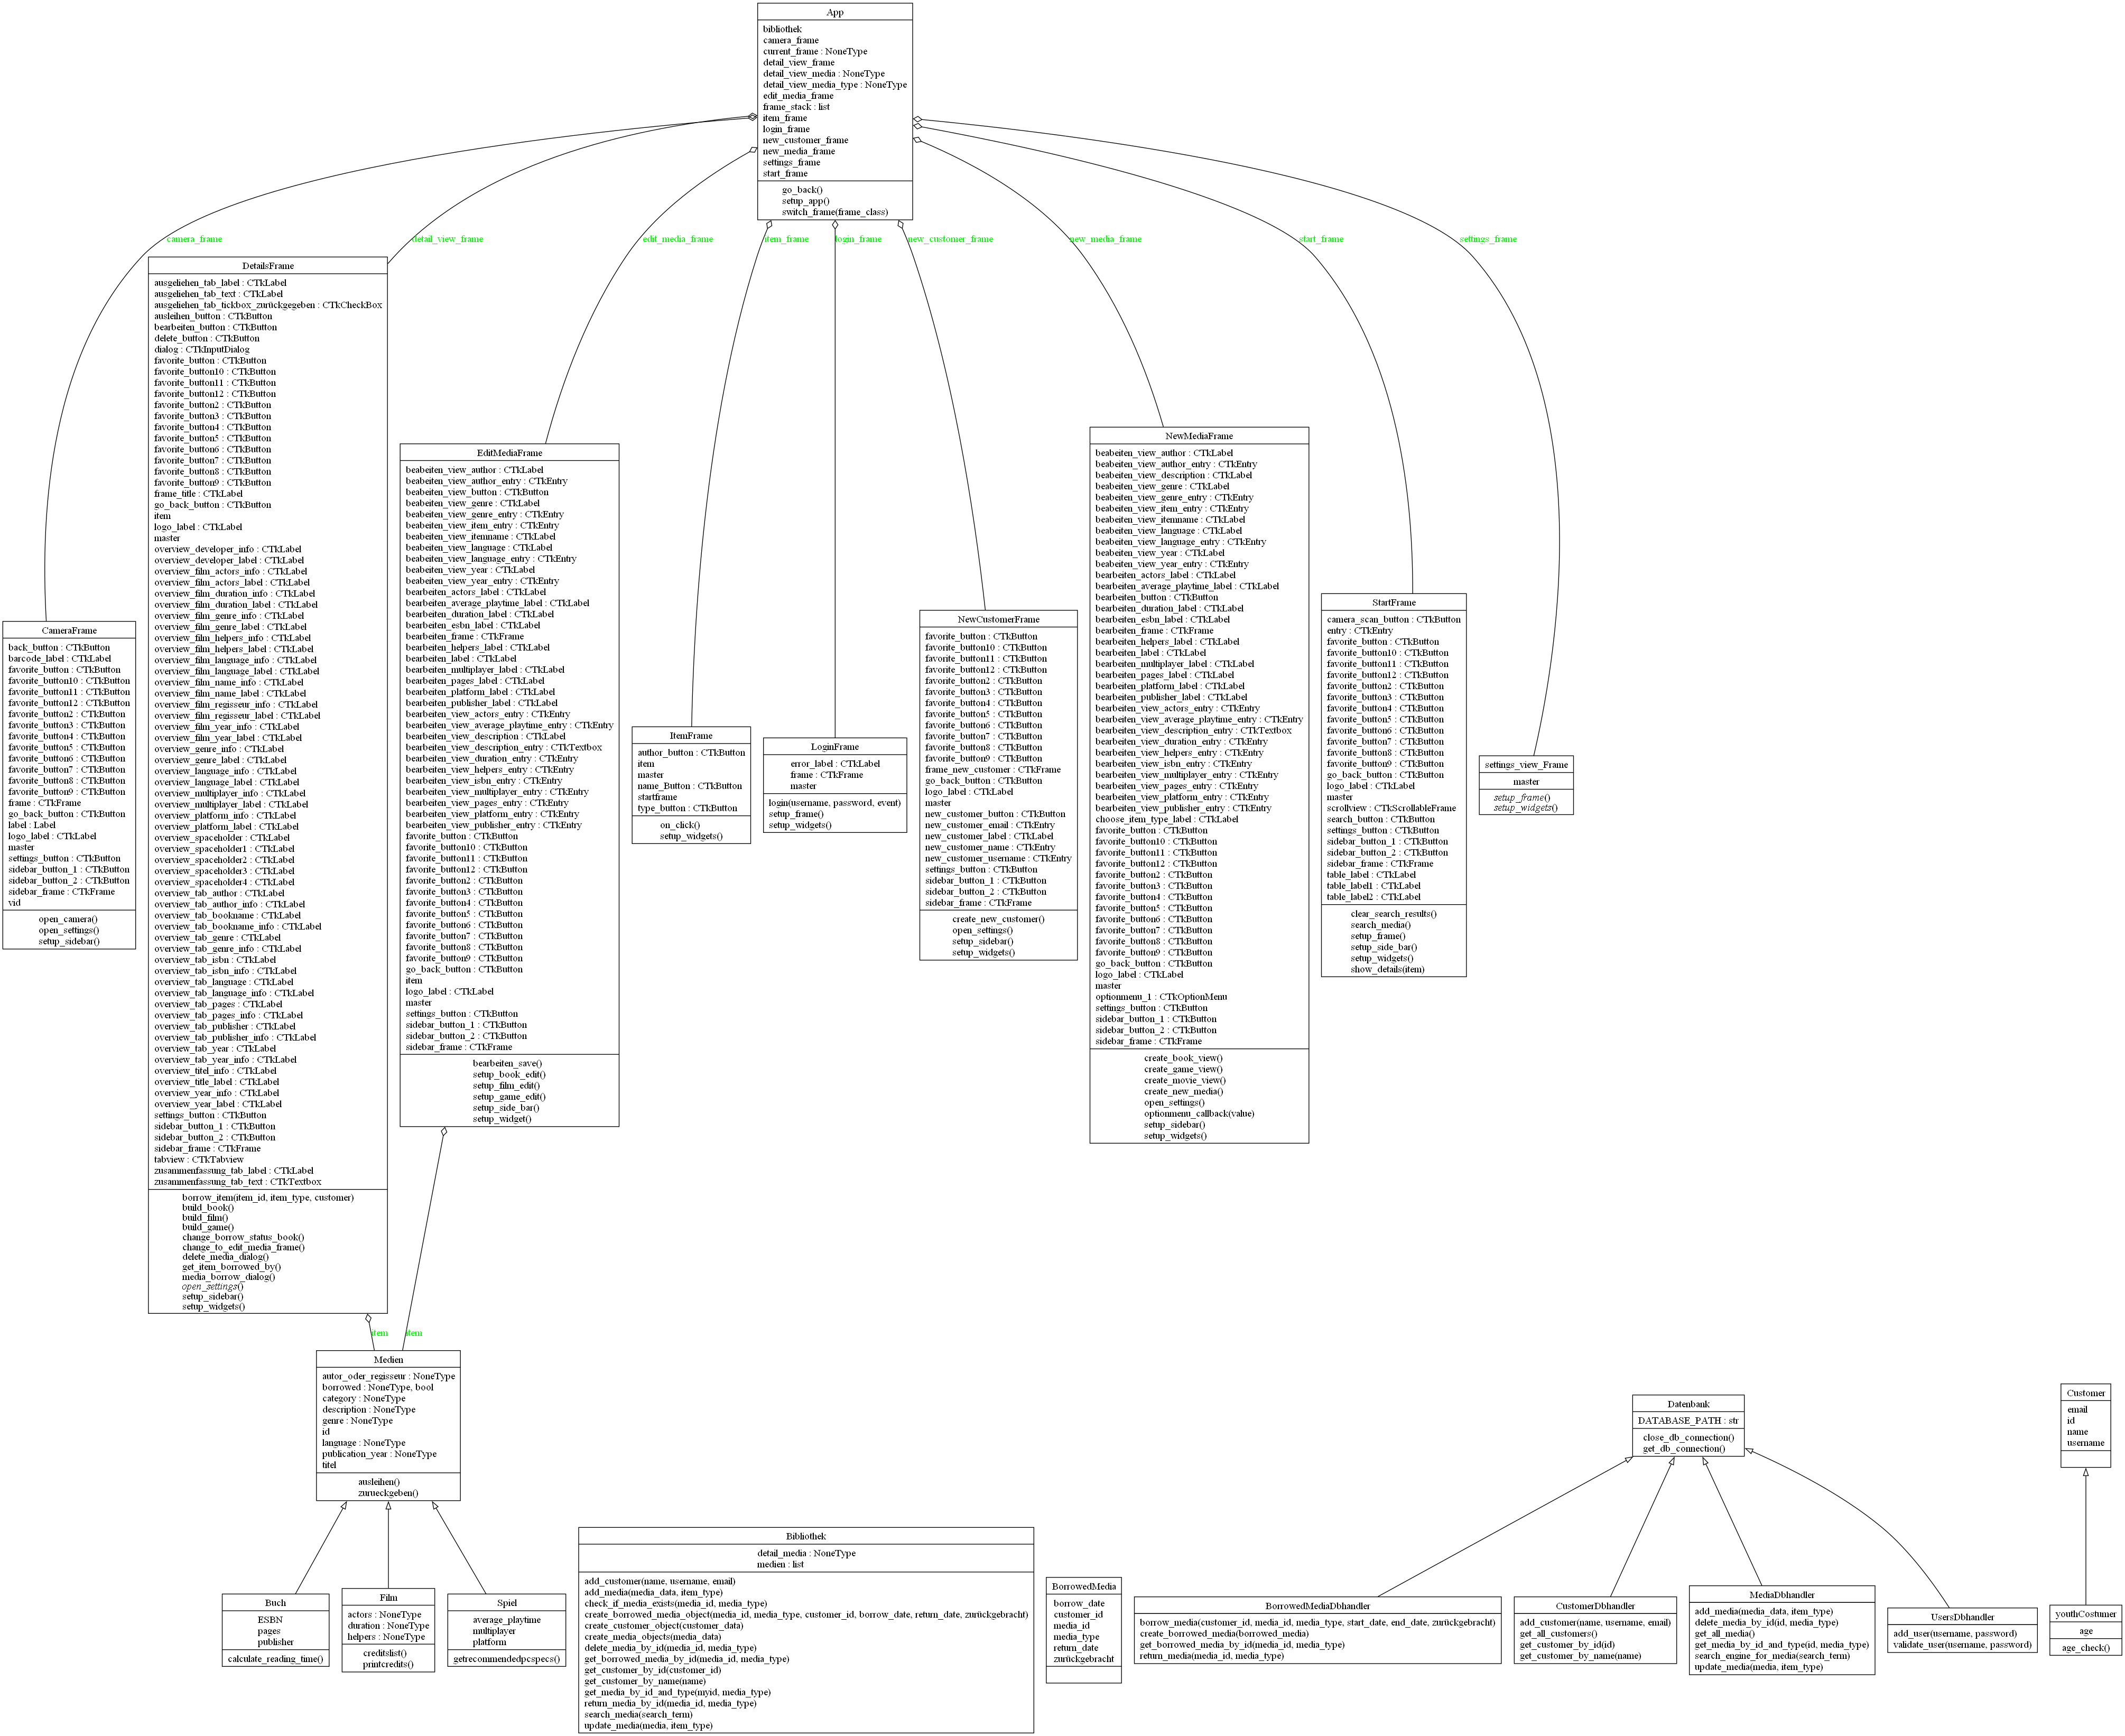 App
bibliothek
camera_frame
current_frame : NoneType
detail_view_frame
detail_view_media : NoneType
detail_view_media_type : NoneType
edit_media_frame
frame_stack : list
item_frame
login_frame
new_customer_frame
new_media_frame
settings_frame
start_frame
go_back()
setup_app()
switch_frame(frame_class)
camera_frame
detail_view_frame
edit_media_frame
item_frame
login_frame
new_customer_frame
new_media_frame
start_frame
settings_frame
DetailsFrame
ausgeliehen_tab_label : CTkLabel
ausgeliehen_tab_text : CTkLabel
ausgeliehen_tab_tickbox_zurückgegeben : CTkCheckBox
ausleihen_button : CTkButton
bearbeiten_button : CTkButton
delete_button : CTkButton
dialog : CTkInputDialog
favorite_button : CTkButton
favorite_button10 : CTkButton
favorite_button11 : CTkButton
favorite_button12 : CTkButton
favorite_button2 : CTkButton
favorite_button3 : CTkButton
favorite_button4 : CTkButton
favorite_button5 : CTkButton
favorite_button6 : CTkButton
favorite_button7 : CTkButton
favorite_button8 : CTkButton
favorite_button9 : CTkButton
frame_title : CTkLabel
go_back_button : CTkButton
item
logo_label : CTkLabel
master
overview_developer_info : CTkLabel
overview_developer_label : CTkLabel
overview_film_actors_info : CTkLabel
overview_film_actors_label : CTkLabel
overview_film_duration_info : CTkLabel
overview_film_duration_label : CTkLabel
overview_film_genre_info : CTkLabel
overview_film_genre_label : CTkLabel
overview_film_helpers_info : CTkLabel
overview_film_helpers_label : CTkLabel
overview_film_language_info : CTkLabel
overview_film_language_label : CTkLabel
overview_film_name_info : CTkLabel
overview_film_name_label : CTkLabel
overview_film_regisseur_info : CTkLabel
overview_film_regisseur_label : CTkLabel
overview_film_year_info : CTkLabel
overview_film_year_label : CTkLabel
overview_genre_info : CTkLabel
overview_genre_label : CTkLabel
overview_language_info : CTkLabel
overview_language_label : CTkLabel
overview_multiplayer_info : CTkLabel
overview_multiplayer_label : CTkLabel
overview_platform_info : CTkLabel
overview_platform_label : CTkLabel
overview_spaceholder : CTkLabel
overview_spaceholder1 : CTkLabel
overview_spaceholder2 : CTkLabel
overview_spaceholder3 : CTkLabel
overview_spaceholder4 : CTkLabel
overview_tab_author : CTkLabel
overview_tab_author_info : CTkLabel
overview_tab_bookname : CTkLabel
overview_tab_bookname_info : CTkLabel
overview_tab_genre : CTkLabel
overview_tab_genre_info : CTkLabel
overview_tab_isbn : CTkLabel
overview_tab_isbn_info : CTkLabel
overview_tab_language : CTkLabel
overview_tab_language_info : CTkLabel
overview_tab_pages : CTkLabel
overview_tab_pages_info : CTkLabel
overview_tab_publisher : CTkLabel
overview_tab_publisher_info : CTkLabel
overview_tab_year : CTkLabel
overview_tab_year_info : CTkLabel
overview_titel_info : CTkLabel
overview_title_label : CTkLabel
overview_year_info : CTkLabel
overview_year_label : CTkLabel
settings_button : CTkButton
sidebar_button_1 : CTkButton
sidebar_button_2 : CTkButton
sidebar_frame : CTkFrame
tabview : CTkTabview
zusammenfassung_tab_label : CTkLabel
zusammenfassung_tab_text : CTkTextbox
borrow_item(item_id, item_type, customer)
build_book()
build_film()
build_game()
change_borrow_status_book()
change_to_edit_media_frame()
delete_media_dialog()
get_item_borrowed_by()
media_borrow_dialog()
open_settings()
setup_sidebar()
setup_widgets()
EditMediaFrame
beabeiten_view_author : CTkLabel
beabeiten_view_author_entry : CTkEntry
beabeiten_view_button : CTkButton
beabeiten_view_genre : CTkLabel
beabeiten_view_genre_entry : CTkEntry
beabeiten_view_item_entry : CTkEntry
beabeiten_view_itemname : CTkLabel
beabeiten_view_language : CTkLabel
beabeiten_view_language_entry : CTkEntry
beabeiten_view_year : CTkLabel
beabeiten_view_year_entry : CTkEntry
bearbeiten_actors_label : CTkLabel
bearbeiten_average_playtime_label : CTkLabel
bearbeiten_duration_label : CTkLabel
bearbeiten_esbn_label : CTkLabel
bearbeiten_frame : CTkFrame
bearbeiten_helpers_label : CTkLabel
bearbeiten_label : CTkLabel
bearbeiten_multiplayer_label : CTkLabel
bearbeiten_pages_label : CTkLabel
bearbeiten_platform_label : CTkLabel
bearbeiten_publisher_label : CTkLabel
bearbeiten_view_actors_entry : CTkEntry
bearbeiten_view_average_playtime_entry : CTkEntry
bearbeiten_view_description : CTkLabel
bearbeiten_view_description_entry : CTkTextbox
bearbeiten_view_duration_entry : CTkEntry
bearbeiten_view_helpers_entry : CTkEntry
bearbeiten_view_isbn_entry : CTkEntry
bearbeiten_view_multiplayer_entry : CTkEntry
bearbeiten_view_pages_entry : CTkEntry
bearbeiten_view_platform_entry : CTkEntry
bearbeiten_view_publisher_entry : CTkEntry
favorite_button : CTkButton
favorite_button10 : CTkButton
favorite_button11 : CTkButton
favorite_button12 : CTkButton
favorite_button2 : CTkButton
favorite_button3 : CTkButton
favorite_button4 : CTkButton
favorite_button5 : CTkButton
favorite_button6 : CTkButton
favorite_button7 : CTkButton
favorite_button8 : CTkButton
favorite_button9 : CTkButton
go_back_button : CTkButton
item
logo_label : CTkLabel
master
settings_button : CTkButton
sidebar_button_1 : CTkButton
sidebar_button_2 : CTkButton
sidebar_frame : CTkFrame
bearbeiten_save()
setup_book_edit()
setup_film_edit()
setup_game_edit()
setup_side_bar()
setup_widget()
NewMediaFrame
beabeiten_view_author : CTkLabel
beabeiten_view_author_entry : CTkEntry
beabeiten_view_description : CTkLabel
beabeiten_view_genre : CTkLabel
beabeiten_view_genre_entry : CTkEntry
beabeiten_view_item_entry : CTkEntry
beabeiten_view_itemname : CTkLabel
beabeiten_view_language : CTkLabel
beabeiten_view_language_entry : CTkEntry
beabeiten_view_year : CTkLabel
beabeiten_view_year_entry : CTkEntry
bearbeiten_actors_label : CTkLabel
bearbeiten_average_playtime_label : CTkLabel
bearbeiten_button : CTkButton
bearbeiten_duration_label : CTkLabel
bearbeiten_esbn_label : CTkLabel
bearbeiten_frame : CTkFrame
bearbeiten_helpers_label : CTkLabel
bearbeiten_label : CTkLabel
bearbeiten_multiplayer_label : CTkLabel
bearbeiten_pages_label : CTkLabel
bearbeiten_platform_label : CTkLabel
bearbeiten_publisher_label : CTkLabel
bearbeiten_view_actors_entry : CTkEntry
bearbeiten_view_average_playtime_entry : CTkEntry
bearbeiten_view_description_entry : CTkTextbox
bearbeiten_view_duration_entry : CTkEntry
bearbeiten_view_helpers_entry : CTkEntry
bearbeiten_view_isbn_entry : CTkEntry
bearbeiten_view_multiplayer_entry : CTkEntry
bearbeiten_view_pages_entry : CTkEntry
bearbeiten_view_platform_entry : CTkEntry
bearbeiten_view_publisher_entry : CTkEntry
choose_item_type_label : CTkLabel
favorite_button : CTkButton
favorite_button10 : CTkButton
favorite_button11 : CTkButton
favorite_button12 : CTkButton
favorite_button2 : CTkButton
favorite_button3 : CTkButton
favorite_button4 : CTkButton
favorite_button5 : CTkButton
favorite_button6 : CTkButton
favorite_button7 : CTkButton
favorite_button8 : CTkButton
favorite_button9 : CTkButton
go_back_button : CTkButton
logo_label : CTkLabel
master
optionmenu_1 : CTkOptionMenu
settings_button : CTkButton
sidebar_button_1 : CTkButton
sidebar_button_2 : CTkButton
sidebar_frame : CTkFrame
create_book_view()
create_game_view()
create_movie_view()
create_new_media()
open_settings()
optionmenu_callback(value)
setup_sidebar()
setup_widgets()
CameraFrame
back_button : CTkButton
barcode_label : CTkLabel
favorite_button : CTkButton
favorite_button10 : CTkButton
favorite_button11 : CTkButton
favorite_button12 : CTkButton
favorite_button2 : CTkButton
favorite_button3 : CTkButton
favorite_button4 : CTkButton
favorite_button5 : CTkButton
favorite_button6 : CTkButton
favorite_button7 : CTkButton
favorite_button8 : CTkButton
favorite_button9 : CTkButton
frame : CTkFrame
go_back_button : CTkButton
label : Label
logo_label : CTkLabel
master
settings_button : CTkButton
sidebar_button_1 : CTkButton
sidebar_button_2 : CTkButton
sidebar_frame : CTkFrame
vid
open_camera()
open_settings()
setup_sidebar()
ItemFrame
author_button : CTkButton
item
master
name_Button : CTkButton
startframe
type_button : CTkButton
on_click()
setup_widgets()
LoginFrame
error_label : CTkLabel
frame : CTkFrame
master
login(username, password, event)
setup_frame()
setup_widgets()
NewCustomerFrame
favorite_button : CTkButton
favorite_button10 : CTkButton
favorite_button11 : CTkButton
favorite_button12 : CTkButton
favorite_button2 : CTkButton
favorite_button3 : CTkButton
favorite_button4 : CTkButton
favorite_button5 : CTkButton
favorite_button6 : CTkButton
favorite_button7 : CTkButton
favorite_button8 : CTkButton
favorite_button9 : CTkButton
frame_new_customer : CTkFrame
go_back_button : CTkButton
logo_label : CTkLabel
master
new_customer_button : CTkButton
new_customer_email : CTkEntry
new_customer_label : CTkLabel
new_customer_name : CTkEntry
new_customer_username : CTkEntry
settings_button : CTkButton
sidebar_button_1 : CTkButton
sidebar_button_2 : CTkButton
sidebar_frame : CTkFrame
create_new_customer()
open_settings()
setup_sidebar()
setup_widgets()
StartFrame
camera_scan_button : CTkButton
entry : CTkEntry
favorite_button : CTkButton
favorite_button10 : CTkButton
favorite_button11 : CTkButton
favorite_button12 : CTkButton
favorite_button2 : CTkButton
favorite_button3 : CTkButton
favorite_button4 : CTkButton
favorite_button5 : CTkButton
favorite_button6 : CTkButton
favorite_button7 : CTkButton
favorite_button8 : CTkButton
favorite_button9 : CTkButton
go_back_button : CTkButton
logo_label : CTkLabel
master
scrollview : CTkScrollableFrame
search_button : CTkButton
settings_button : CTkButton
sidebar_button_1 : CTkButton
sidebar_button_2 : CTkButton
sidebar_frame : CTkFrame
table_label : CTkLabel
table_label1 : CTkLabel
table_label2 : CTkLabel
clear_search_results()
search_media()
setup_frame()
setup_side_bar()
setup_widgets()
show_details(item)
settings_view_Frame
master
setup_frame()
setup_widgets()
item
item
Medien
autor_oder_regisseur : NoneType
borrowed : NoneType, bool
category : NoneType
description : NoneType
genre : NoneType
id
language : NoneType
publication_year : NoneType
titel
ausleihen()
zurueckgeben()
Datenbank
DATABASE_PATH : str
close_db_connection()
get_db_connection()
Customer
email
id
name
username
Buch
ESBN
pages
publisher
calculate_reading_time()
Film
actors : NoneType
duration : NoneType
helpers : NoneType
creditslist()
printcredits()
Spiel
average_playtime
multiplayer
platform
getrecommendedpcspecs()
Bibliothek
detail_media : NoneType
medien : list
add_customer(name, username, email)
add_media(media_data, item_type)
check_if_media_exists(media_id, media_type)
create_borrowed_media_object(media_id, media_type, customer_id, borrow_date, return_date, zurückgebracht)
create_customer_object(customer_data)
create_media_objects(media_data)
delete_media_by_id(media_id, media_type)
get_borrowed_media_by_id(media_id, media_type)
get_customer_by_id(customer_id)
get_customer_by_name(name)
get_media_by_id_and_type(myid, media_type)
return_media_by_id(media_id, media_type)
search_media(search_term)
update_media(media, item_type)
BorrowedMedia
borrow_date
customer_id
media_id
media_type
return_date
zurückgebracht
BorrowedMediaDbhandler
borrow_media(customer_id, media_id, media_type, start_date, end_date, zurückgebracht)
create_borrowed_media(borrowed_media)
get_borrowed_media_by_id(media_id, media_type)
return_media(media_id, media_type)
CustomerDbhandler
add_customer(name, username, email)
get_all_customers()
get_customer_by_id(id)
get_customer_by_name(name)
MediaDbhandler
add_media(media_data, item_type)
delete_media_by_id(id, media_type)
get_all_media()
get_media_by_id_and_type(id, media_type)
search_engine_for_media(search_term)
update_media(media, item_type)
UsersDbhandler
add_user(username, password)
validate_user(username, password)
youthCostumer
age
age_check()